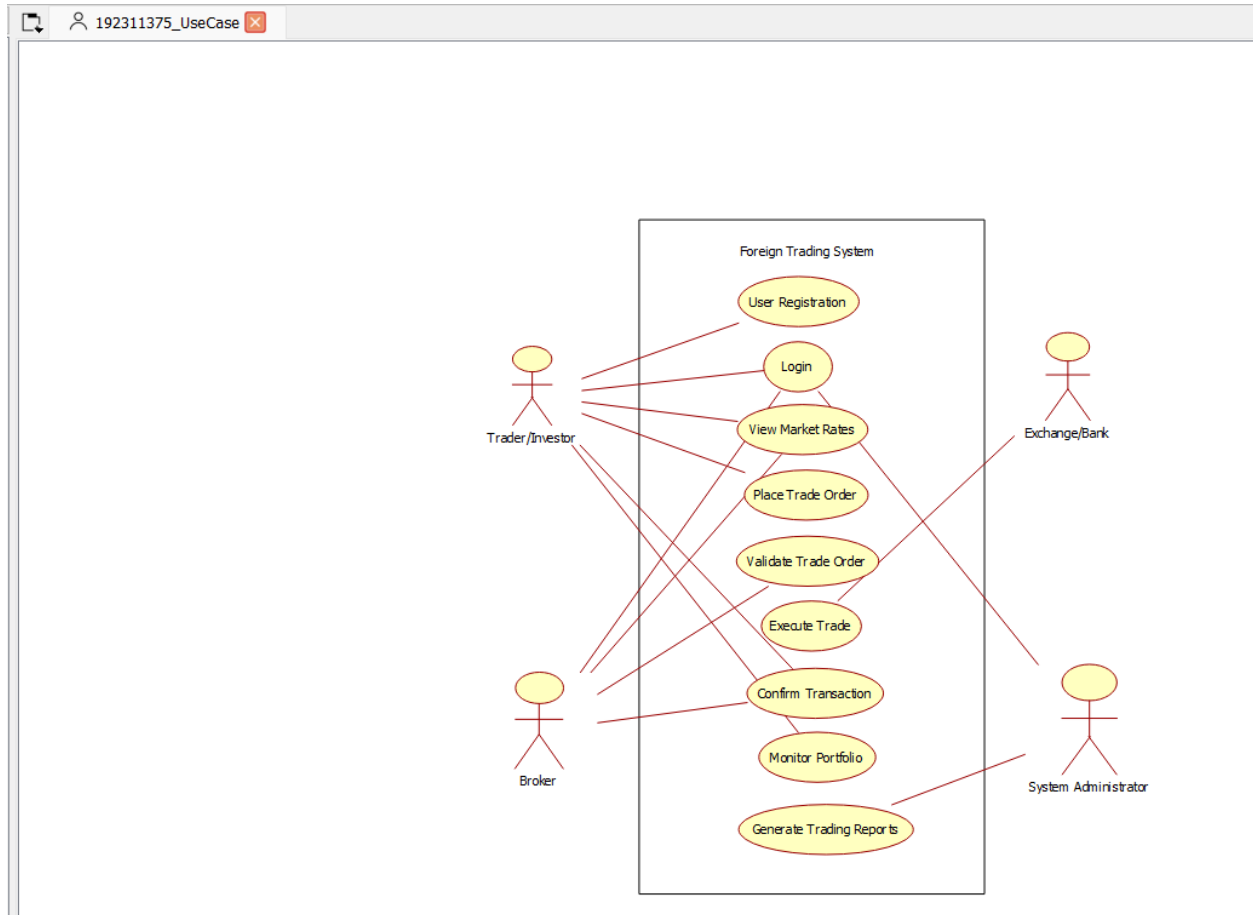 192311375_UseCase
Foreign Trading System
User Registration
Login
View Market Rates
Trader/Investor
Exchange/Bank
Place Trade Order
Validate Trade Order
Execute Trade
Confirm Transaction
Monitor Portfolio
Broker
System Administrator
Generate Trading Reports